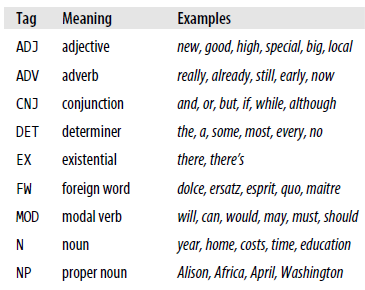 Tag Meaning Examples
ADJ adjective new, good, high, special, big, local
ADV adverb really, already, still, early, now
CNJ conjunction and, or, but, if, while, although
DET determiner the, a, some, most, every, no
EX existential there, there's
FW foreign word dolce, ersatz, esprit, quo, maitre
MOD modal verb will, can, would, may, must, should
N noun year, home, costs, time, education
NP proper noun Alison, Africa, April, Washington